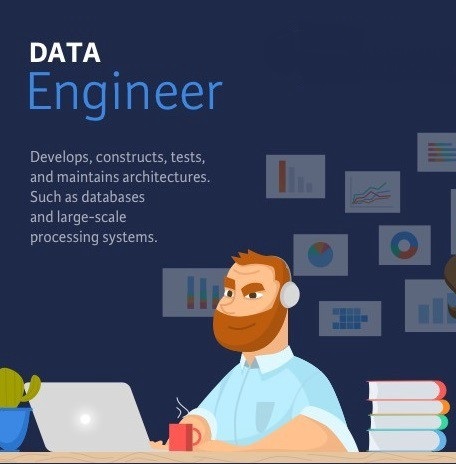 DATA
Engineer
Develops, constructs, tests,
and maintains architectures.
Such as databases
and large-scale
processing systems.